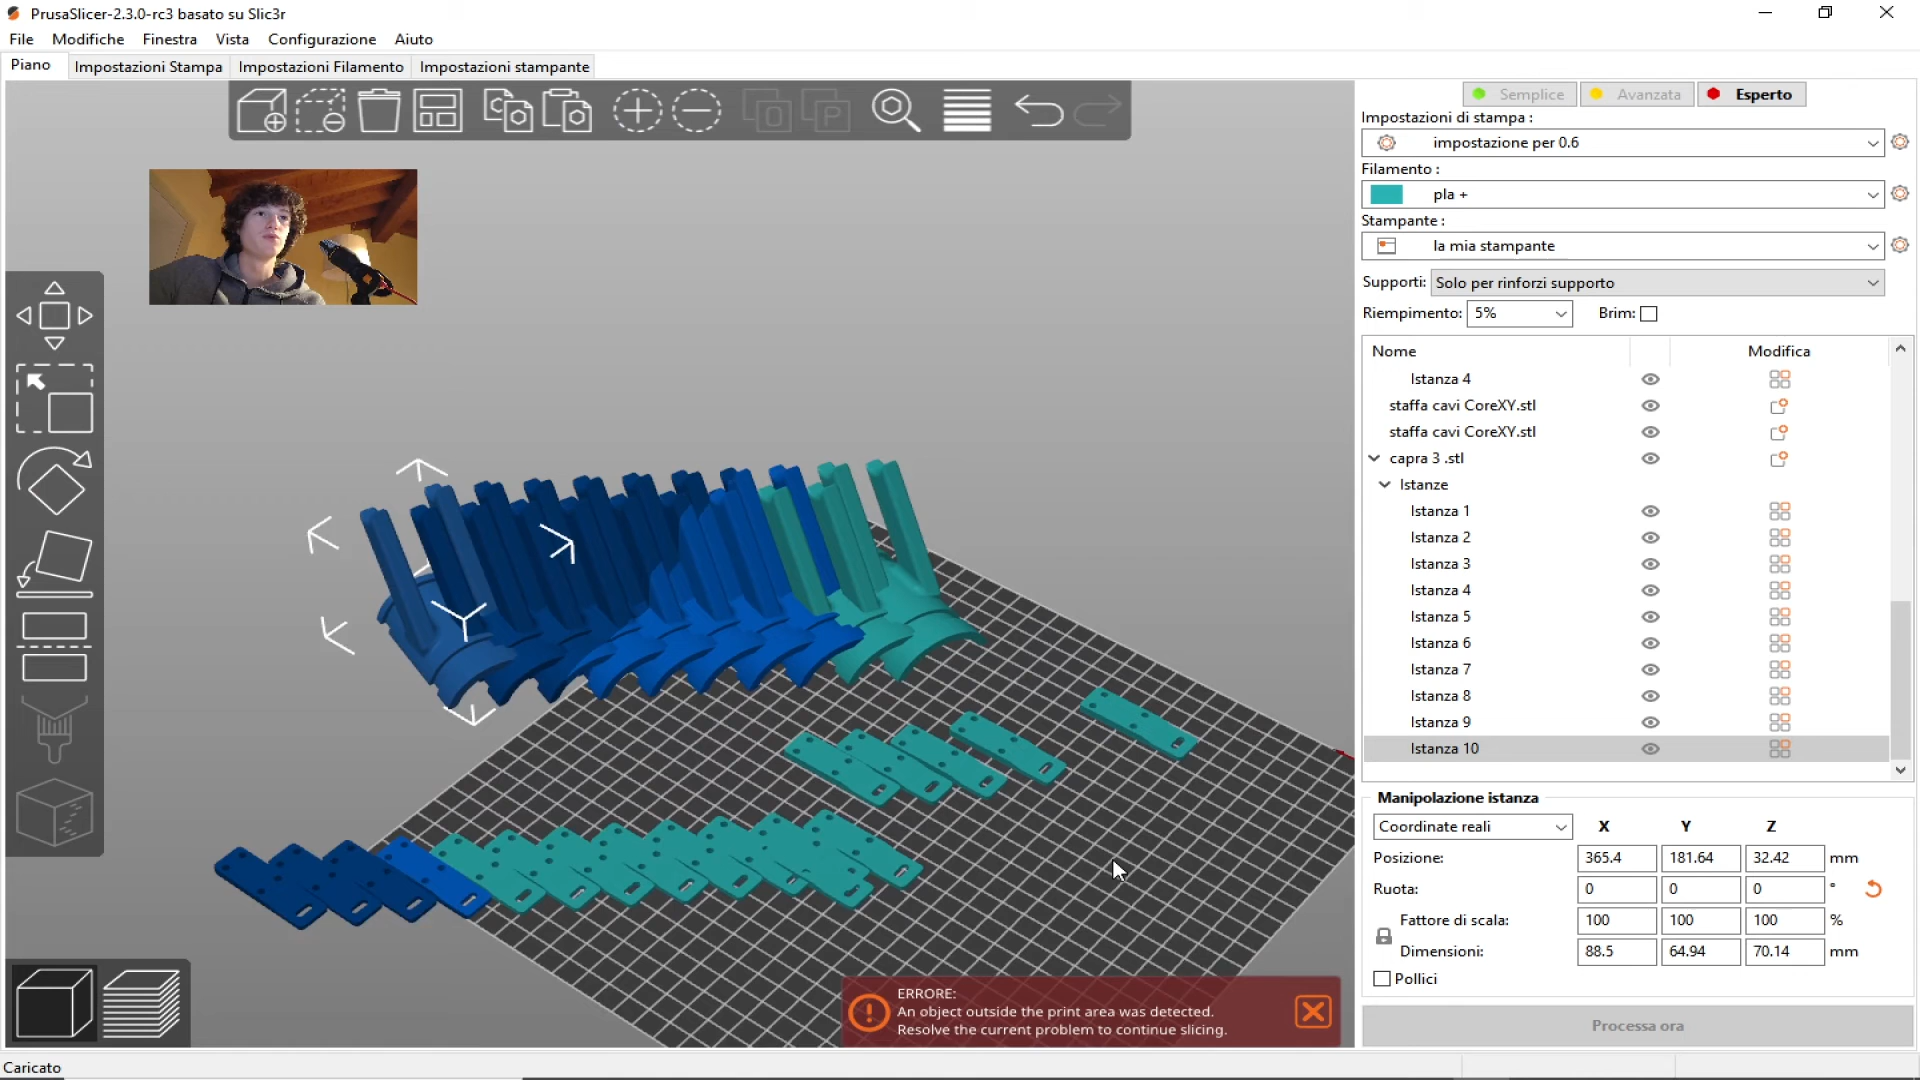 PrusaSlicer-2.3.0-rc3 basato su Slic3r
File Modifiche Finestra Vista Configurazione Aiuto
Piano Impostazioni Stampa Impostazioni Filamento Impostazioni stampante
Semplice Avanzata Esperto
Impostazioni di stampa :
impostazione per 0.6
Filamento :
pla +
Stampante :
la mia stampante
Supporti: Solo per rinforzi supporto
Riempimento: 5% Brim:
Nome Modifica
Istanza 4
staffa cavi CoreXY.stl
staffa cavi CoreXY.stl
capra 3 .stl
Istanze
Istanza 1
Istanza 2
Istanza 3
Istanza 4
Istanza 5
Istanza 6
Istanza 7
Istanza 8
Istanza 9
Istanza 10
Manipolazione istanza
Coordinate reali X Y Z
Posizione: 365.4 181.64 32.42 mm
Ruota: 0 0 0 °
Fattore di scala: 100 100 100 %
Dimensioni: 88.5 64.94 70.14 mm
Pollici
Processa ora
ERRORE:
An object outside the print area was detected.
Resolve the current problem to continue slicing.
Caricato